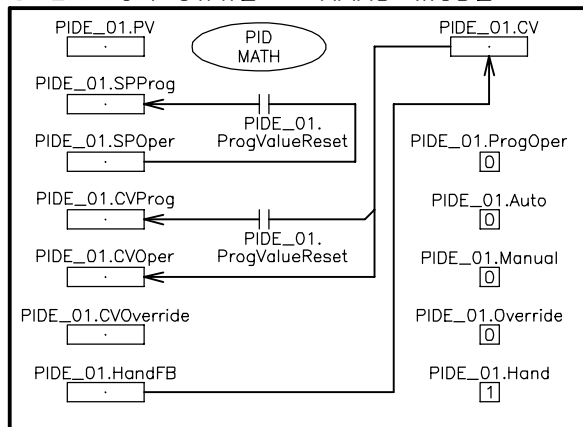 PIDE_01.PV
PID
MATH
PIDE_01.CV
PIDE_01.SPProg
PIDE_01.
ProgValueReset
PIDE_01.SPOper
PIDE_01.ProgOper
0
PIDE_01.CVProg
PIDE_01.Auto
0
PIDE_01.
ProgValueReset
PIDE_01.CVOper
PIDE_01.Manual
0
PIDE_01.CVOverride
PIDE_01.Override
0
PIDE_01.HandFB
PIDE_01.Hand
1